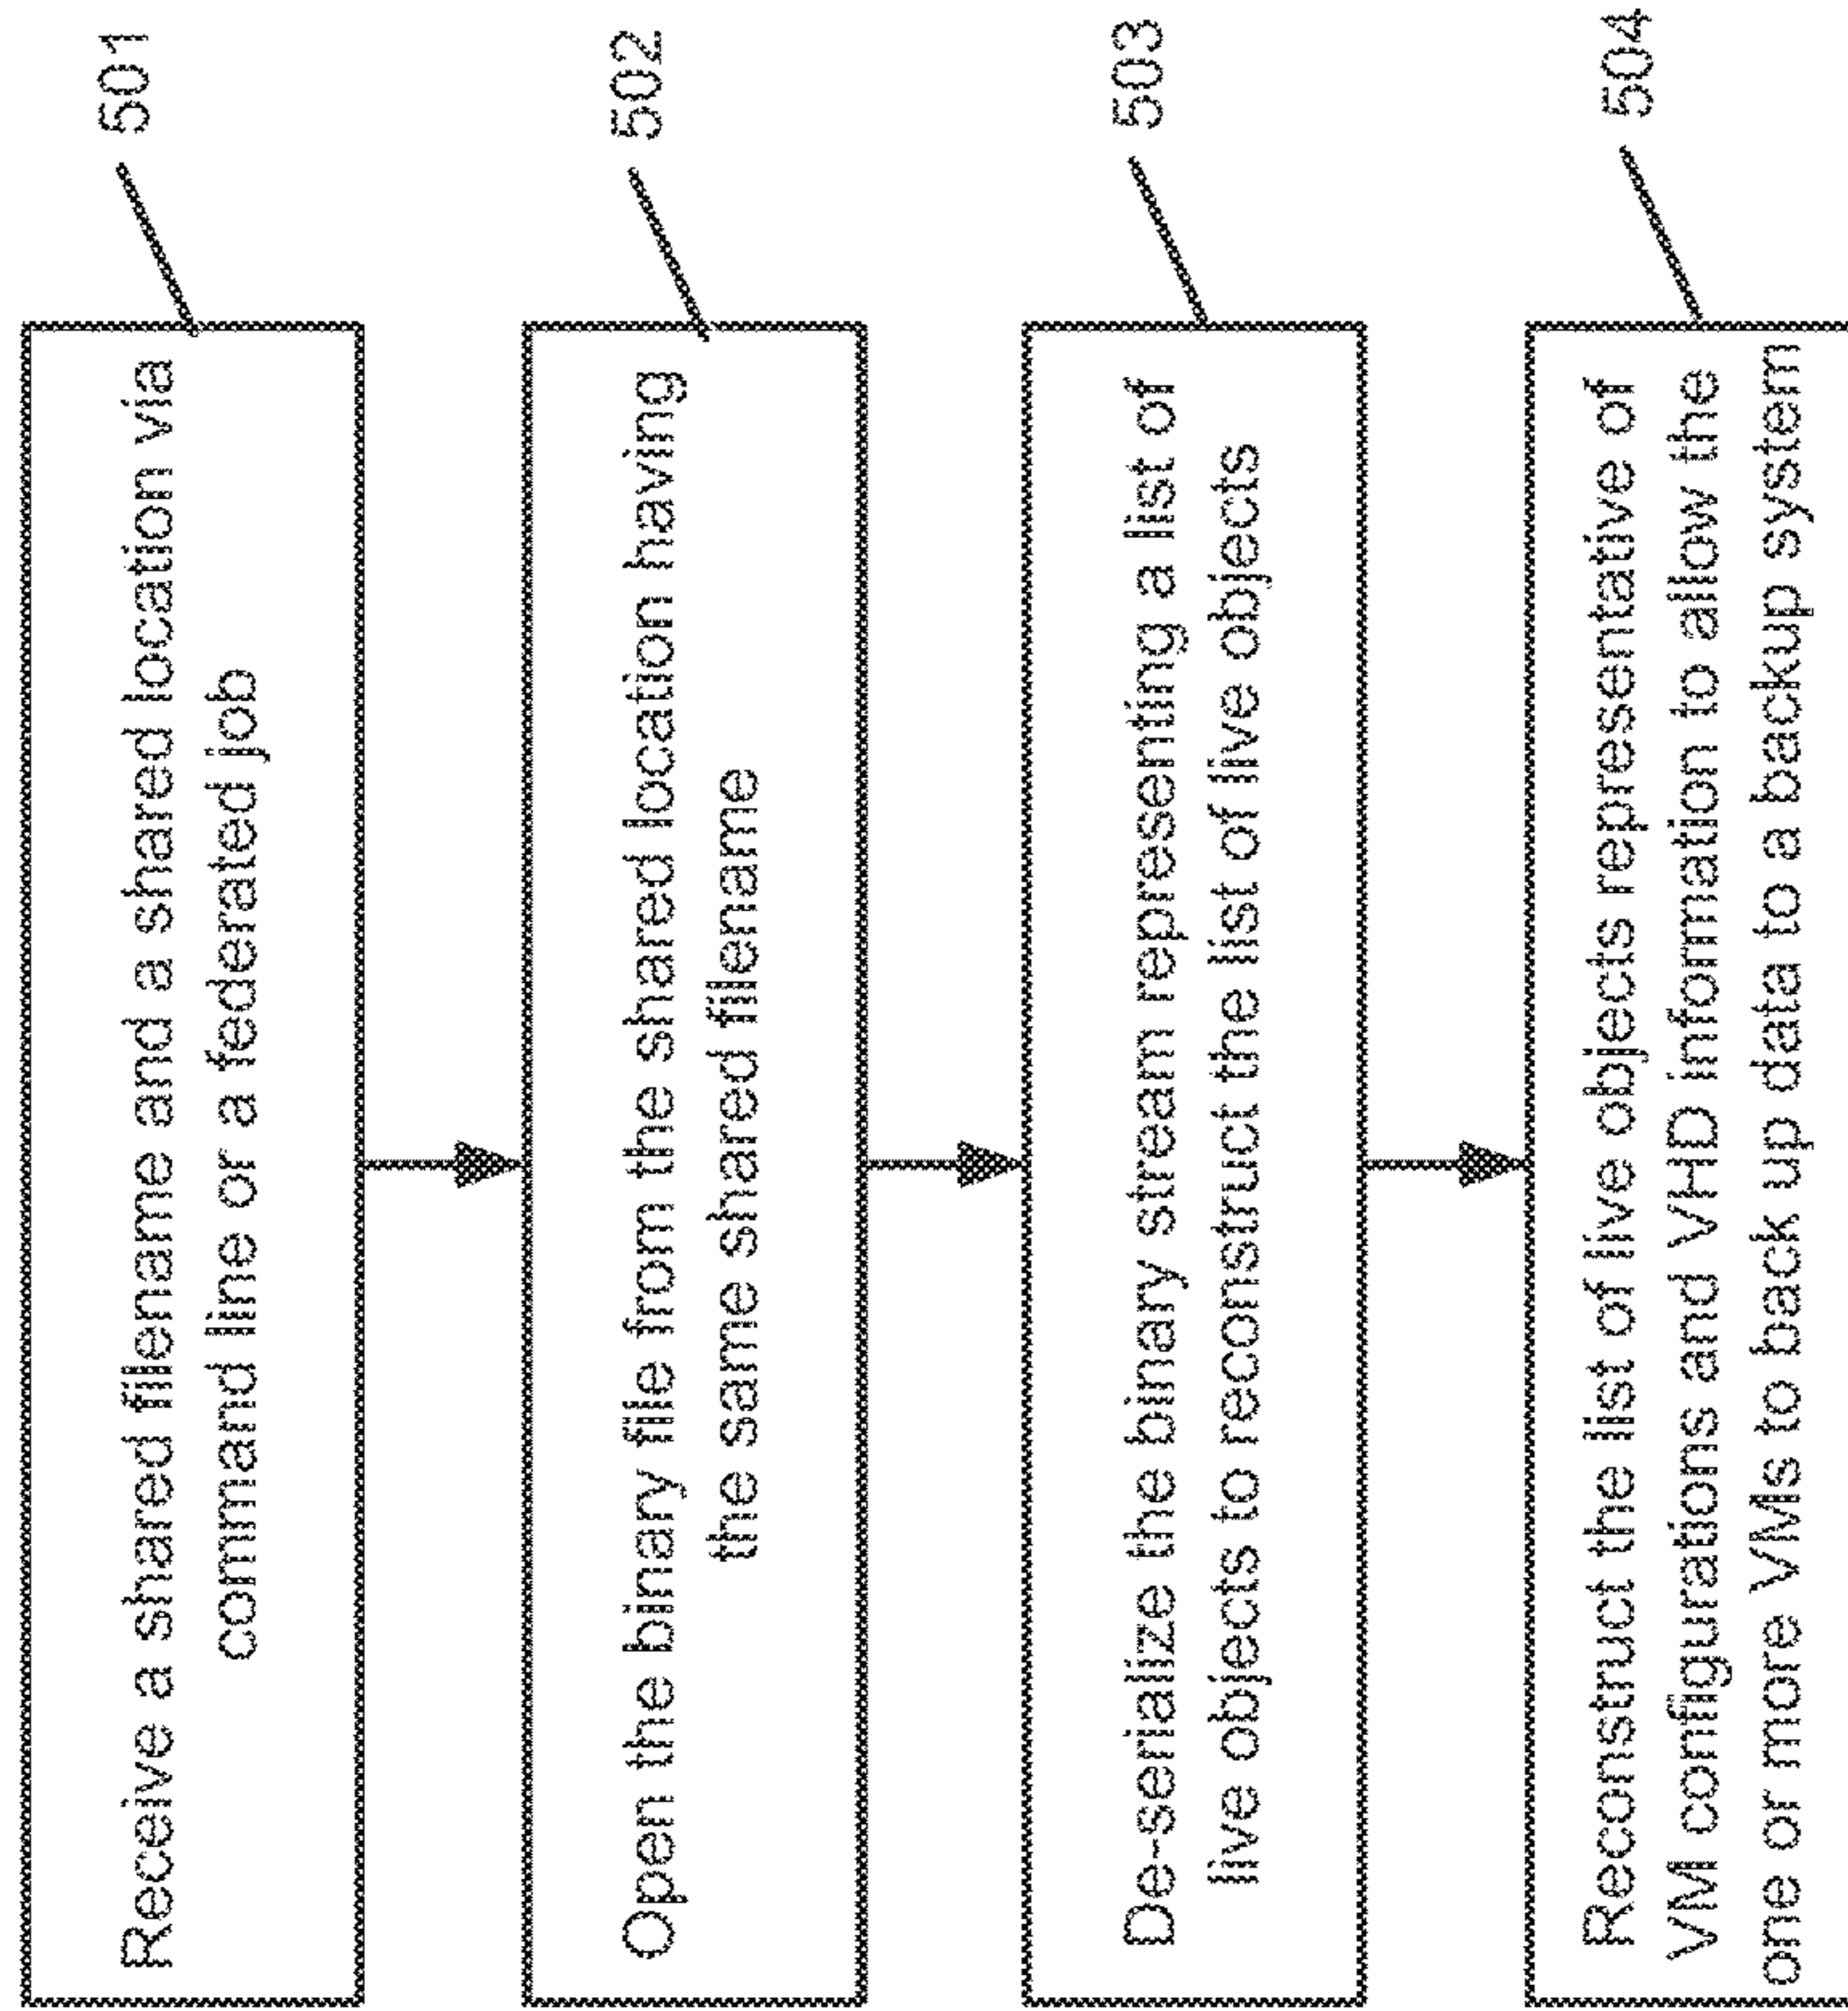 Receive a shared filename and a shared location via
command line or a federated job
501
Open the binary file from the shared location having
the same shared filename
502
De-serialize the binary stream representing a list of
live objects to reconstruct the list of live objects
503
Reconstruct the list of live objects representative of
VM configurations and VHD information to allow the
one or more VMs to back up data to a backup system
504